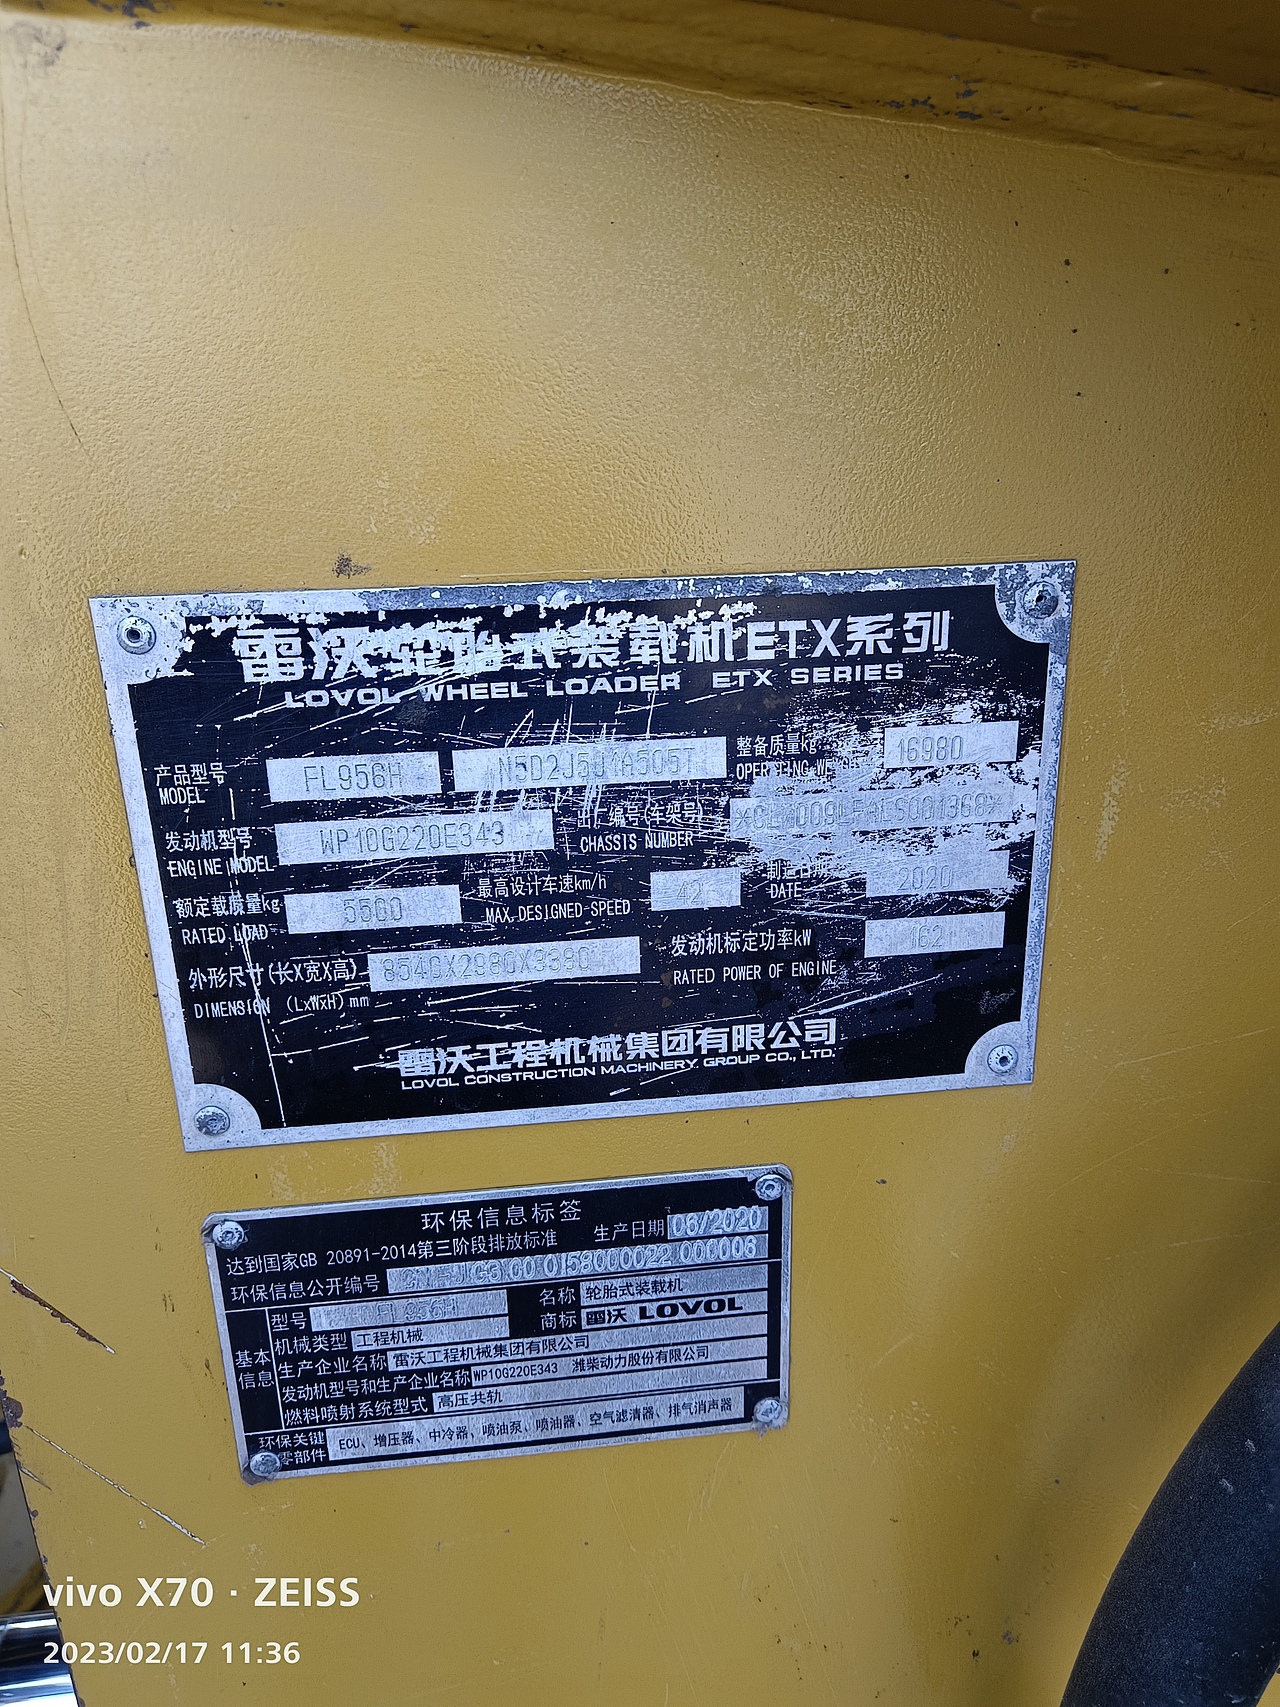 雷沃轮胎式装载机ETX系列
LOVOL WHEEL LOADER ETX SERIES
产品型号 FL956H 整备质量kg 16980
MODEL OPERATING WEIGHT
发动机型号 WP10G220E343 编号(车架号)
ENGINE MODEL CHASSIS NUMBER
额定载质量kg 5500 最高设计车速km/h 42 制造日期 2020
RATED LOAD MAX.DESIGNED SPEED DATE
外形尺寸(长X宽X高) 8540X2980X3380 发动机标定功率kW 162
DIMENSION (LxWxH)mm RATED POWER OF ENGINE
雷沃工程机械集团有限公司
LOVOL CONSTRUCTION MACHINERY GROUP CO., LTD.
环保信息标签
达到国家GB 20891-2014第三阶段排放标准 生产日期 06/2020
环保信息公开编号
型号 FL956H 名称 轮胎式装载机
机械类型 工程机械 商标 雷沃 LOVOL
基本信息 生产企业名称 雷沃工程机械集团有限公司
发动机型号和生产企业名称 WP10G220E343 潍柴动力股份有限公司
燃料喷射系统型式 高压共轨
环保关键零部件 ECU、增压器、中冷器、喷油泵、喷油器、空气滤清器、排气消声器
vivo X70 · ZEISS
2023/02/17 11:36